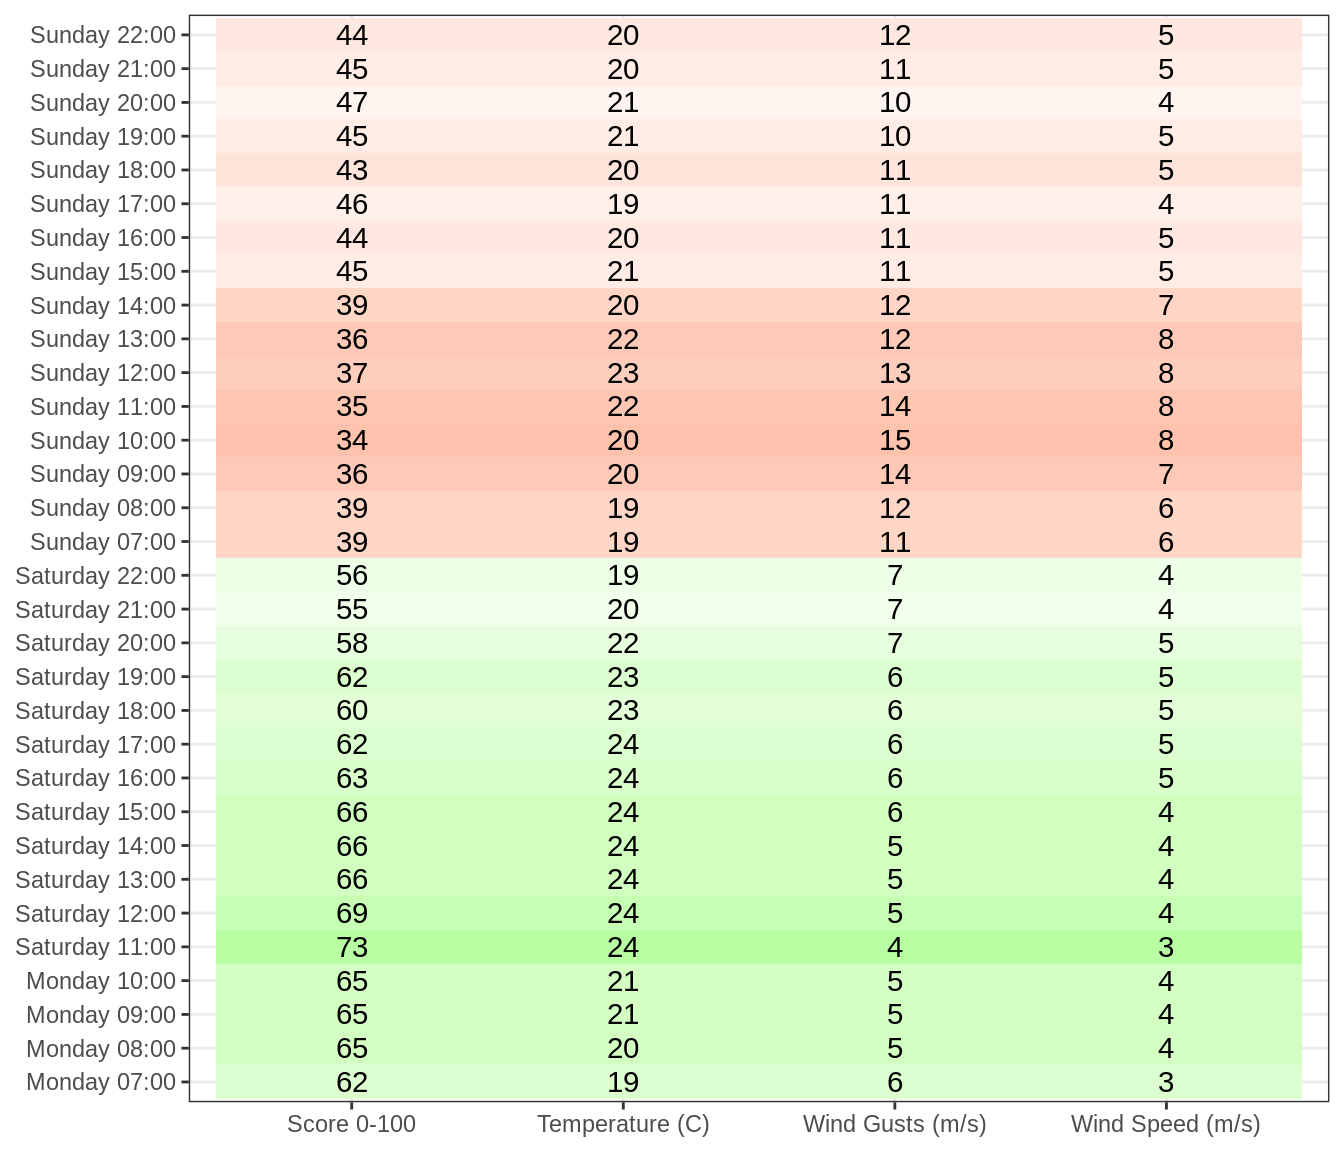 Sunday 22:00 44 20 12 5
Sunday 21:00 45 20 11 5
Sunday 20:00 47 21 10 4
Sunday 19:00 45 21 10 5
Sunday 18:00 43 20 11 5
Sunday 17:00 46 19 11 4
Sunday 16:00 44 20 11 5
Sunday 15:00 45 21 11 5
Sunday 14:00 39 20 12 7
Sunday 13:00 36 22 12 8
Sunday 12:00 37 23 13 8
Sunday 11:00 35 22 14 8
Sunday 10:00 34 20 15 8
Sunday 09:00 36 20 14 7
Sunday 08:00 39 19 12 6
Sunday 07:00 39 19 11 6
Saturday 22:00 56 19 7 4
Saturday 21:00 55 20 7 4
Saturday 20:00 58 22 7 5
Saturday 19:00 62 23 6 5
Saturday 18:00 60 23 6 5
Saturday 17:00 62 24 6 5
Saturday 16:00 63 24 6 5
Saturday 15:00 66 24 6 4
Saturday 14:00 66 24 5 4
Saturday 13:00 66 24 5 4
Saturday 12:00 69 24 5 4
Saturday 11:00 73 24 4 3
Monday 10:00 65 21 5 4
Monday 09:00 65 21 5 4
Monday 08:00 65 20 5 4
Monday 07:00 62 19 6 3
Score 0-100 Temperature (C) Wind Gusts (m/s) Wind Speed (m/s)